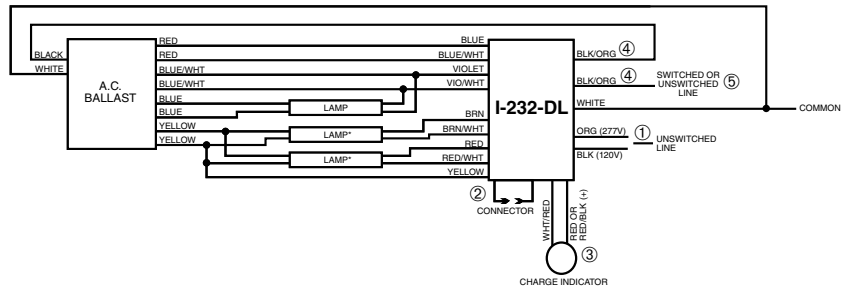 RED
BLUE
BLACK
RED
BLUE/WHT
BLK/ORG ④
WHITE
BLUE/WHT
VIOLET
A.C.
BALLAST
BLUE/WHT
VIO/WHT
I-232-DL
BLK/ORG ④
SWITCHED OR
UNSWITCHED
LINE
⑤
BLUE
LAMP
WHITE
COMMON
BLUE
BRN
YELLOW
LAMP*
BRN/WHT
ORG (277V)
①
UNSWITCHED
LINE
YELLOW
RED
BLK (120V)
LAMP*
RED/WHT
YELLOW
②
CONNECTOR
WHT/RED
RED OR
RED/BLK (+)
③
CHARGE INDICATOR